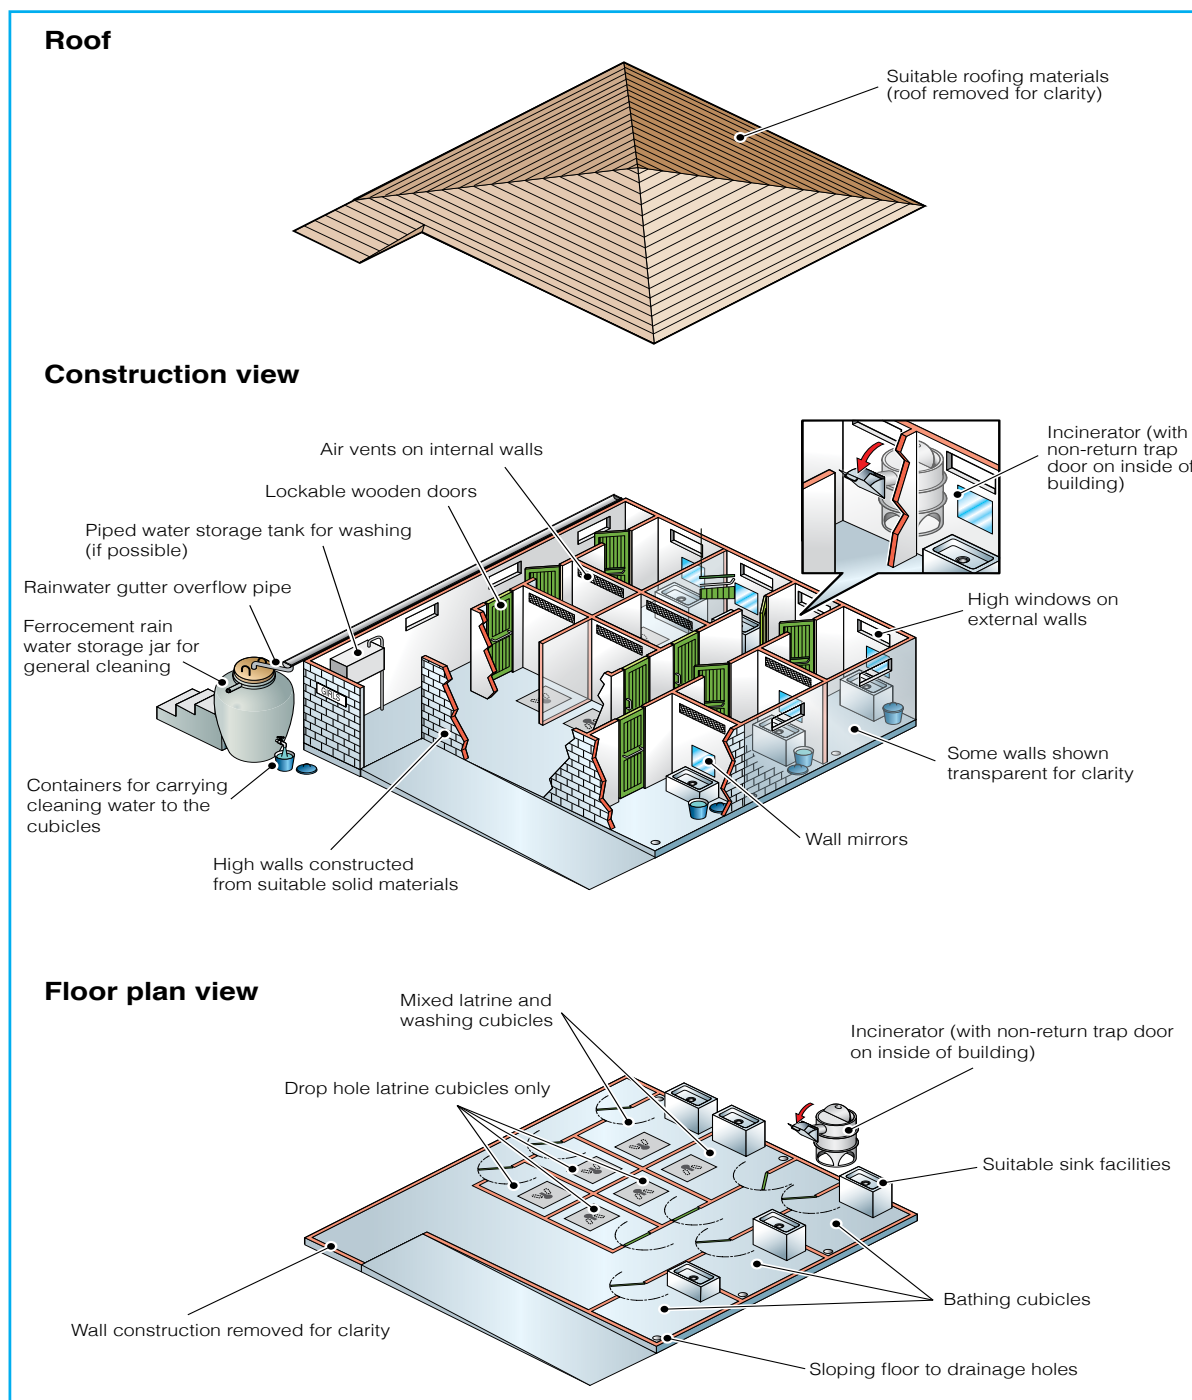 Roof
Suitable roofing materials
(roof removed for clarity)
Construction view
Air vents on internal walls
Lockable wooden doors
Piped water storage tank for washing
(if possible)
Rainwater gutter overflow pipe
Ferrocement rain
water storage jar for
general cleaning
GIRLS
Incinerator (with
non-return trap
door on inside of
building)
High windows on
external walls
Some walls shown
transparent for clarity
Containers for carrying
cleaning water to the
cubicles
Wall mirrors
High walls constructed
from suitable solid materials
Floor plan view
Mixed latrine and
washing cubicles
Incinerator (with non-return trap door
on inside of building)
Drop hole latrine cubicles only
Suitable sink facilities
Bathing cubicles
Wall construction removed for clarity
Sloping floor to drainage holes